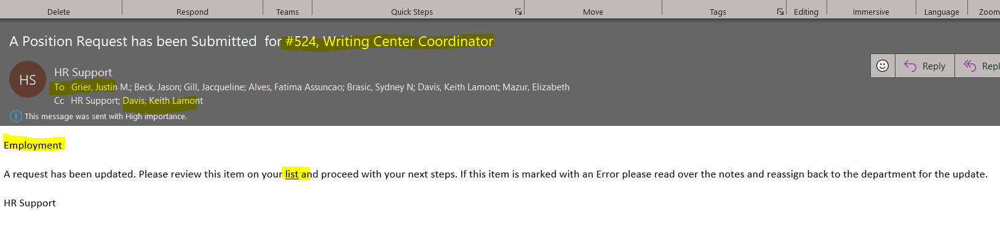 Delete Respond Teams Quick Steps Move Tags Editing Immersive Language Zoom
A Position Request has been Submitted  for #524, Writing Center Coordinator
HS
HR Support
Reply
Repl
To Grier, Justin M.; Beck, Jason; Gill, Jacqueline; Alves, Fatima Assuncao; Brasic, Sydney N; Davis, Keith Lamont; Mazur, Elizabeth
Cc HR Support; Davis, Keith Lamont
This message was sent with High importance.
Employment
A request has been updated. Please review this item on your list and proceed with your next steps. If this item is marked with an Error please read over the notes and reassign back to the department for the update.
HR Support